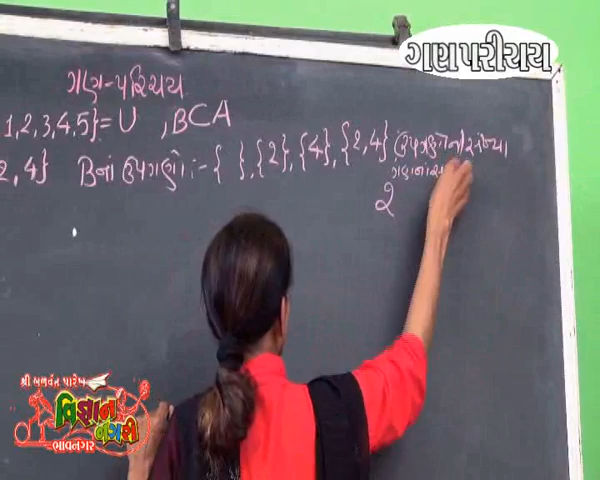 ગણપરીચય
ગણ-પરિચય
1,2,3,4,5}=U ,BCA
2,4} Bનાં ઉપગણો :- { },{2},{4},{2,4} ઉપગણોની સંખ્યા
ગણનાં
2
શ્રી બળવંત પારેખ
વિજ્ઞાન
નગરી
ભાવનગર